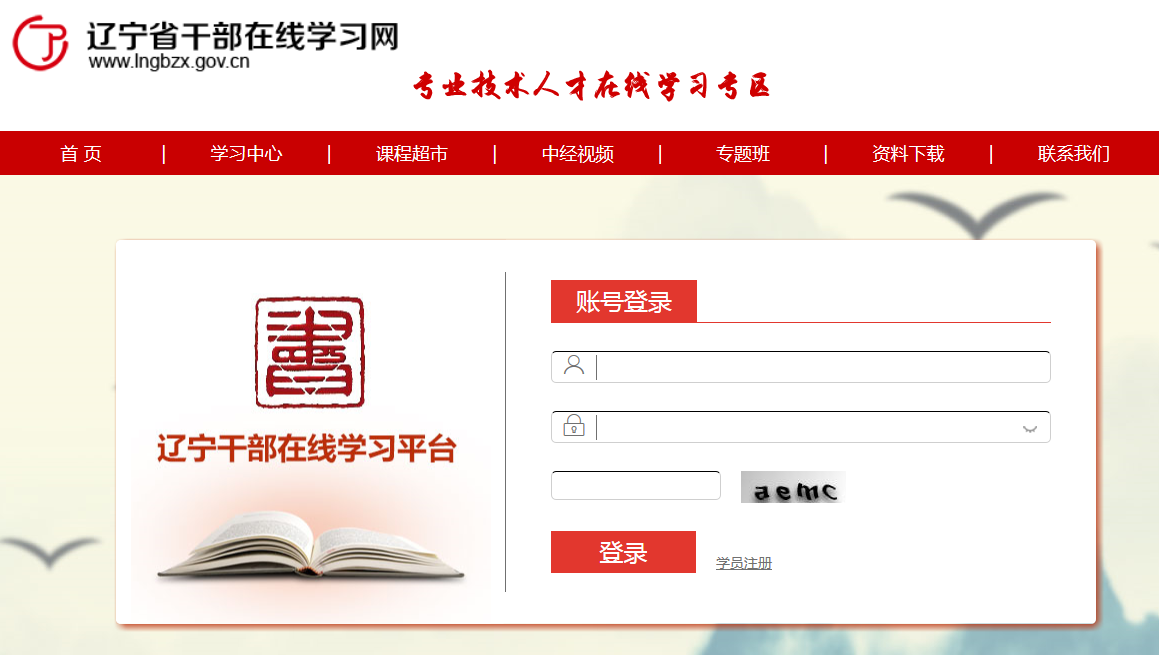 辽宁省干部在线学习网
www.lngbzx.gov.cn
专业技术人才在线学习专区
首 页 | 学习中心 | 课程超市 | 中经视频 | 专题班 | 资料下载 | 联系我们
書
辽宁干部在线学习平台
账号登录
aemc
登录
学员注册